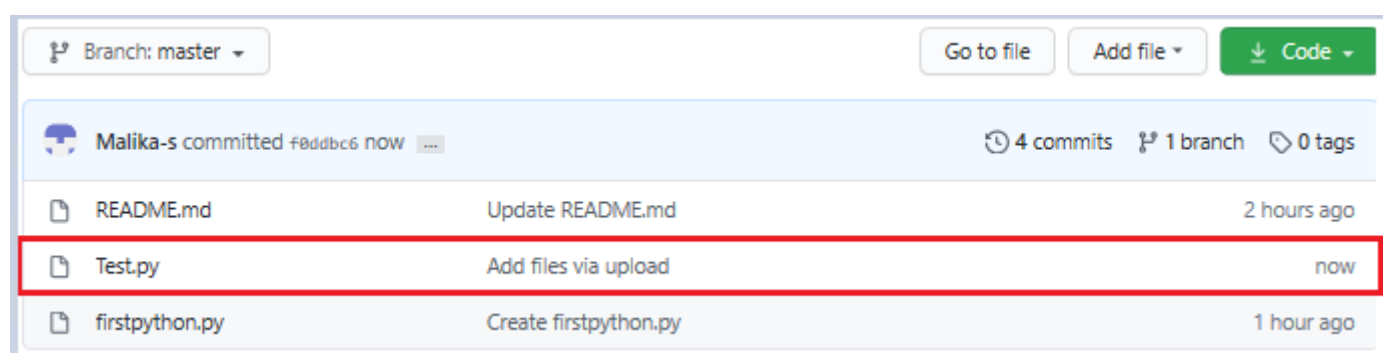 Branch: master Go to file Add file Code
Malika-s committed f0ddbc6 now ... 4 commits 1 branch 0 tags
README.md Update README.md 2 hours ago
Test.py Add files via upload now
firstpython.py Create firstpython.py 1 hour ago